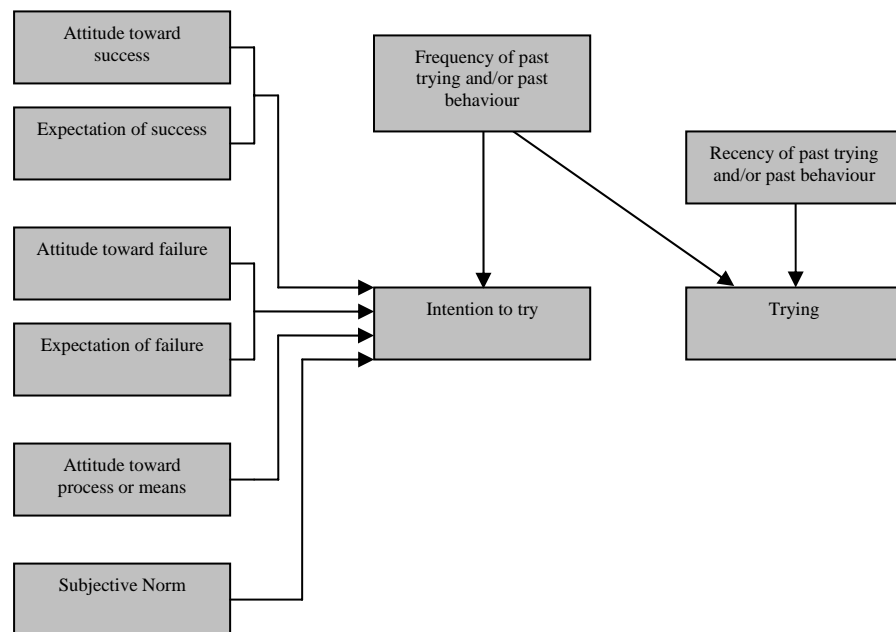 Attitude toward
success
Expectation of success
Attitude toward failure
Expectation of failure
Attitude toward
process or means
Subjective Norm
Frequency of past
trying and/or past
behaviour
Intention to try
Recency of past trying
and/or past behaviour
Trying